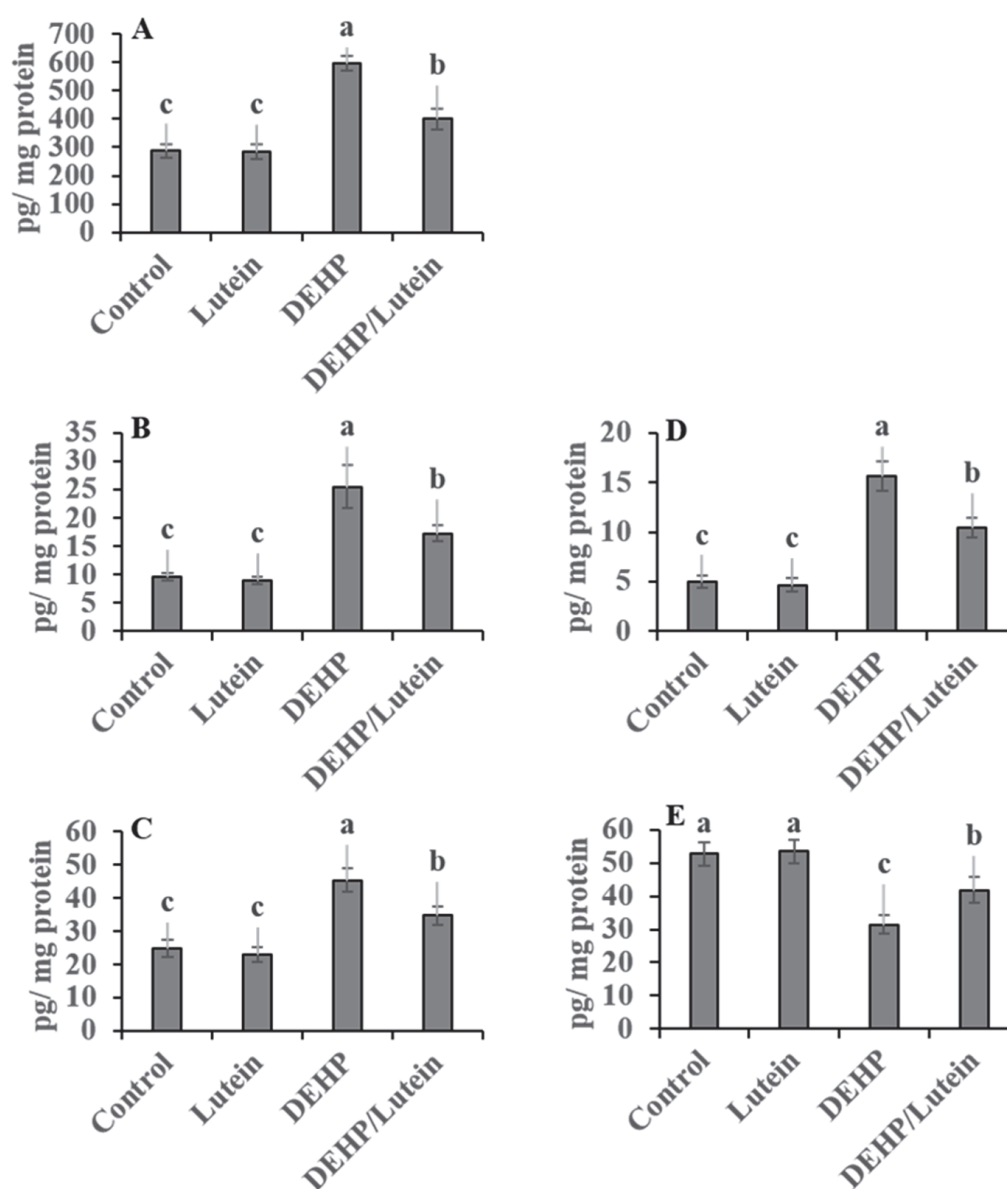 A
pg/ mg protein
700
600
500
400
300
200
100
0
c
c
a
b
Control
Lutein
DEHP
DEHP/Lutein
B
pg/ mg protein
35
30
25
20
15
10
5
0
c
c
a
b
Control
Lutein
DEHP
DEHP/Lutein
D
pg/ mg protein
20
15
10
5
0
c
c
a
b
Control
Lutein
DEHP
DEHP/Lutein
C
pg/ mg protein
60
50
40
30
20
10
0
c
c
a
b
Control
Lutein
DEHP
DEHP/Lutein
E
pg/ mg protein
60
50
40
30
20
10
0
a
a
c
b
Control
Lutein
DEHP
DEHP/Lutein